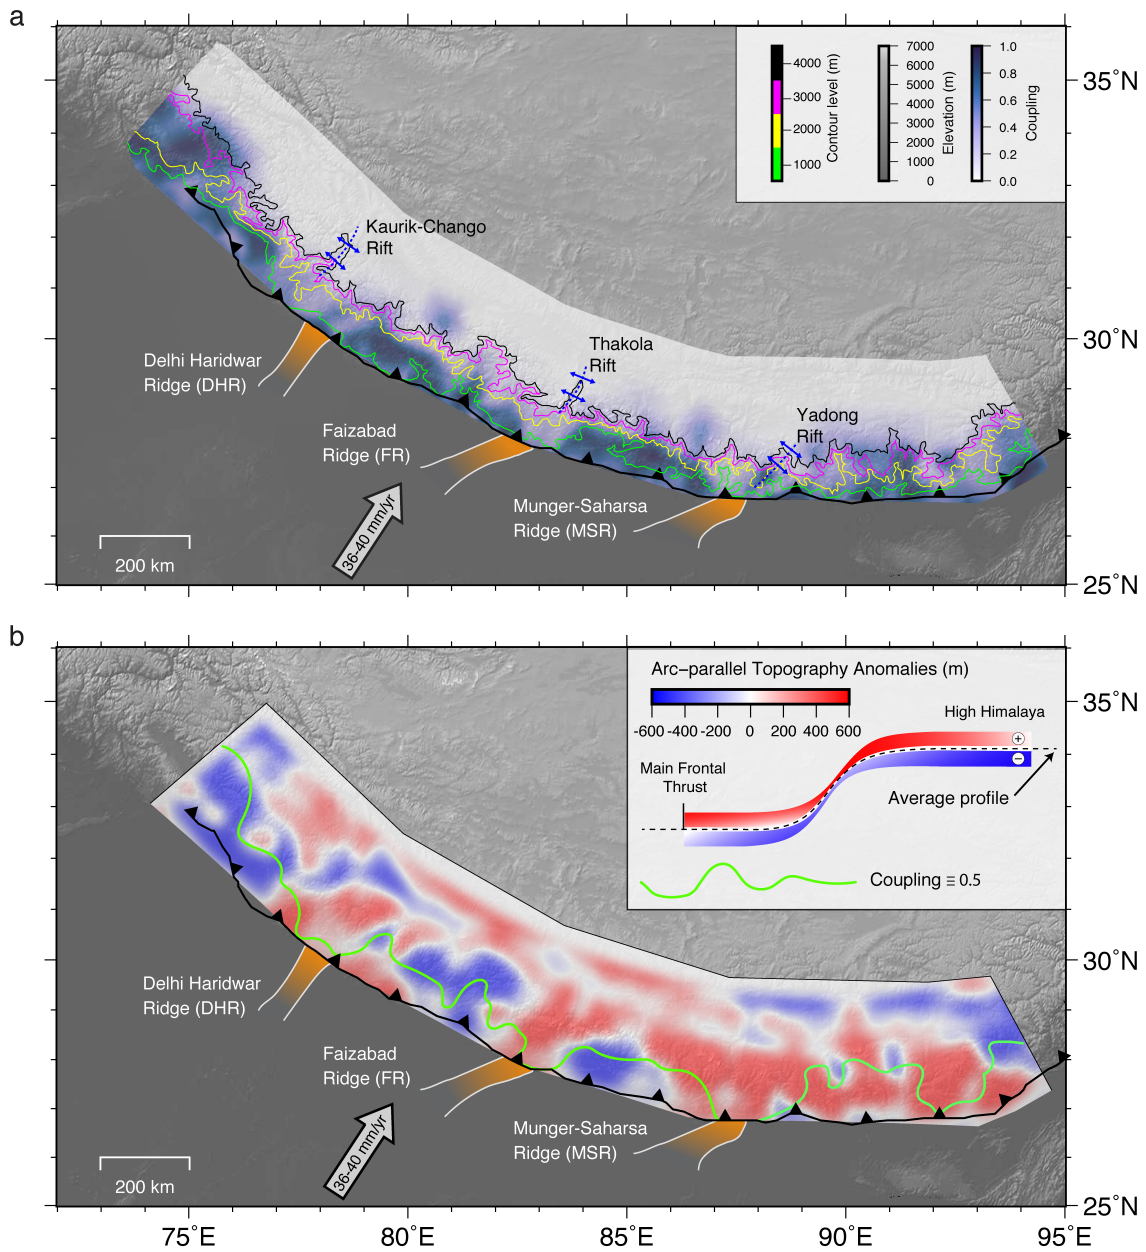 a
4000
3000
2000
1000
Contour level (m)
7000
6000
5000
4000
3000
2000
1000
0
Elevation (m)
1.0
0.8
0.6
0.4
0.2
0.0
Coupling
35˚N
30˚N
25˚N
Kaurik-Chango
Rift
Thakola
Rift
Yadong
Rift
Delhi Haridwar
Ridge (DHR)
Faizabad
Ridge (FR)
Munger-Saharsa
Ridge (MSR)
36-40 mm/yr
200 km
b
Arc–parallel Topography Anomalies (m)
-600 -400 -200 0 200 400 600
High Himalaya
+
−
Main Frontal
Thrust
Average profile
Coupling ≡ 0.5
35˚N
30˚N
25˚N
Delhi Haridwar
Ridge (DHR)
Faizabad
Ridge (FR)
Munger-Saharsa
Ridge (MSR)
36-40 mm/yr
200 km
75˚E 80˚E 85˚E 90˚E 95˚E